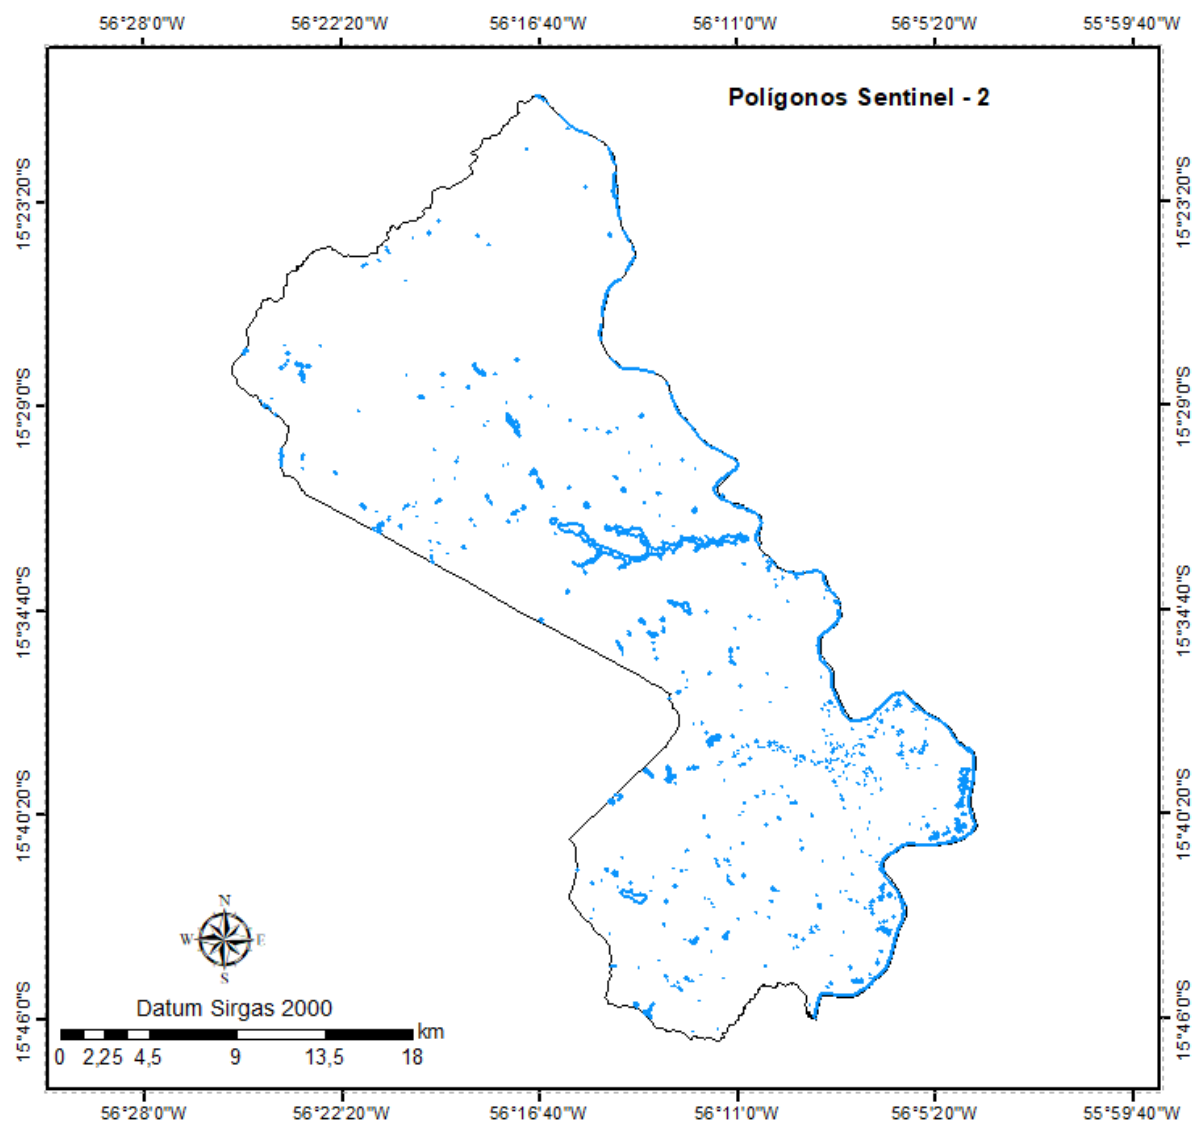 56°28'0"W 56°22'20"W 56°16'40"W 56°11'0"W 56°5'20"W 55°59'40"W
Polígonos Sentinel - 2
15°23'20"S 15°23'20"S
15°29'0"S 15°29'0"S
15°34'40"S 15°34'40"S
15°40'20"S 15°40'20"S
N
W E
S
Datum Sirgas 2000
15°46'0"S 15°46'0"S
km
0 2,25 4,5 9 13,5 18
56°28'0"W 56°22'20"W 56°16'40"W 56°11'0"W 56°5'20"W 55°59'40"W